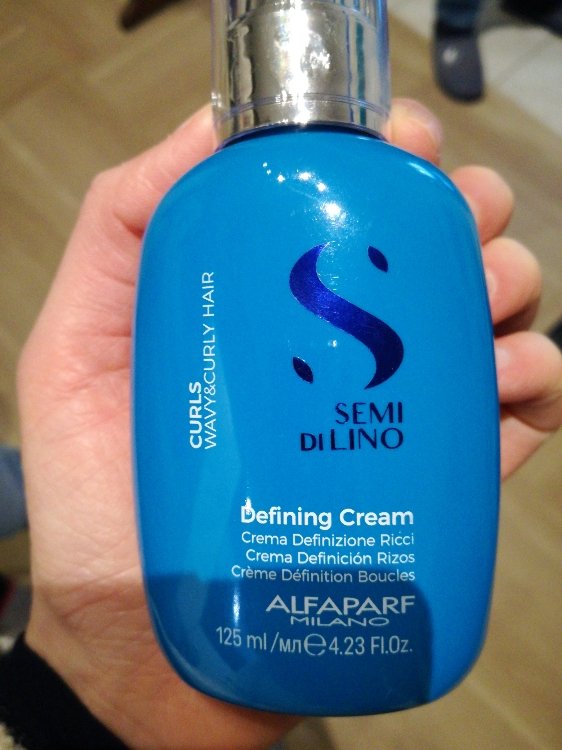 CURLS
WAVY&CURLY HAIR
SEMI
DI LINO
Defining Cream
Crema Definizione Ricci
Crema Definición Rizos
Crème Définition Boucles
ALFAPARF
MILANO
125 ml /мл℮4.23 Fl.Oz.